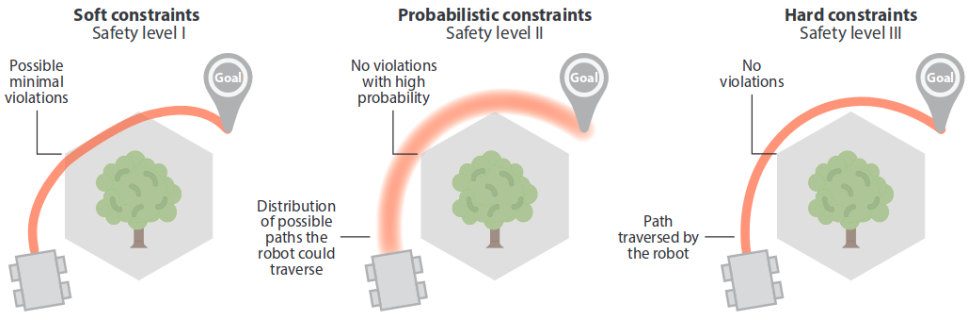 Soft constraints
Safety level I
Possible
minimal
violations
Goal
Probabilistic constraints
Safety level II
No violations
with high
probability
Goal
Distribution
of possible
paths the
robot could
traverse
Hard constraints
Safety level III
No
violations
Goal
Path
traversed by
the robot